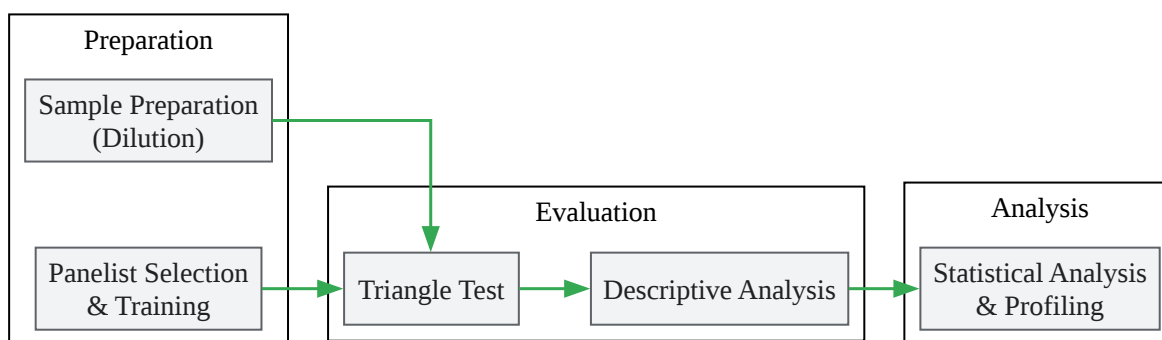 Preparation
Sample Preparation
(Dilution)
Panelist Selection
& Training
Evaluation
Triangle Test
Descriptive Analysis
Analysis
Statistical Analysis
& Profiling